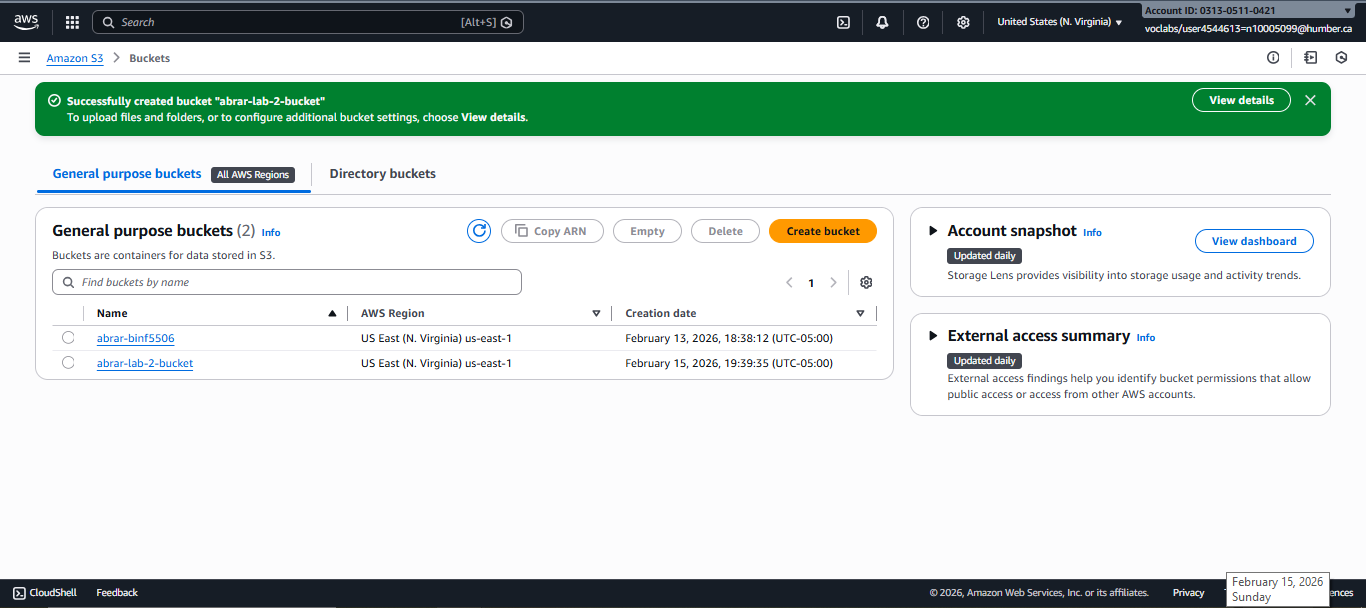 aws
Search [Alt+S]
United States (N. Virginia) ▼
Account ID: 0313-0511-0421
voclabs/user4544613=n10005099@humber.ca
Amazon S3 > Buckets
Successfully created bucket "abrar-lab-2-bucket"
To upload files and folders, or to configure additional bucket settings, choose View details.
View details
General purpose buckets All AWS Regions
Directory buckets
General purpose buckets (2) Info
Copy ARN
Empty
Delete
Create bucket
Buckets are containers for data stored in S3.
Find buckets by name
1
Name AWS Region Creation date
abrar-binf5506 US East (N. Virginia) us-east-1 February 13, 2026, 18:38:12 (UTC-05:00)
abrar-lab-2-bucket US East (N. Virginia) us-east-1 February 15, 2026, 19:39:35 (UTC-05:00)
Account snapshot Info
Updated daily
View dashboard
Storage Lens provides visibility into storage usage and activity trends.
External access summary Info
Updated daily
External access findings help you identify bucket permissions that allow
public access or access from other AWS accounts.
CloudShell Feedback
© 2026, Amazon Web Services, Inc. or its affiliates. Privacy
February 15, 2026
Sunday